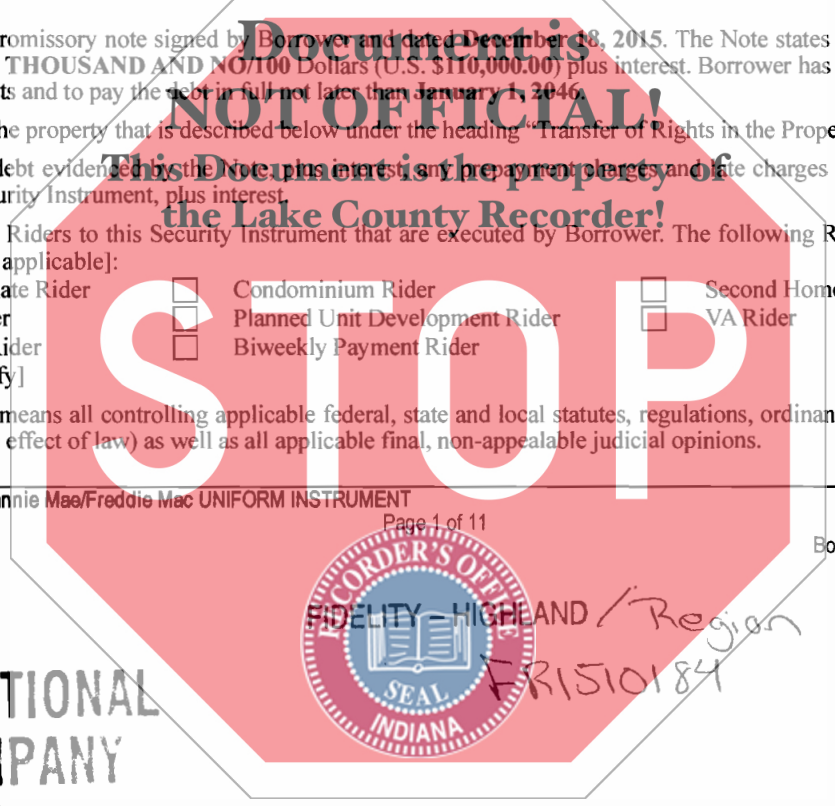 Document is
romissory note signed by Borrower and dated December 18, 2015. The Note states
THOUSAND AND NO/100 Dollars (U.S. $110,000.00) plus interest. Borrower has
NOT OFFICIAL!
ts and to pay the debt in full not later than January 1, 2046.
he property that is described below under the heading "Transfer of Rights in the Prope
This Document is the property of
ebt evidenced by the Note, plus interest, any prepayment charges and late charges
urity Instrument, plus interest.
the Lake County Recorder!
Riders to this Security Instrument that are executed by Borrower. The following R
applicable]:
ate Rider Condominium Rider Second Home
er Planned Unit Development Rider VA Rider
ider Biweekly Payment Rider
fy]
STOP
means all controlling applicable federal, state and local statutes, regulations, ordinan
effect of law) as well as all applicable final, non-appealable judicial opinions.
nnie Mae/Freddie Mac UNIFORM INSTRUMENT
Page 1 of 11
Bo
RECORDER'S OFFICE
FIDELITY – HIGHLAND / Region
FR1510184
SEAL
INDIANA
TIONAL
MPANY